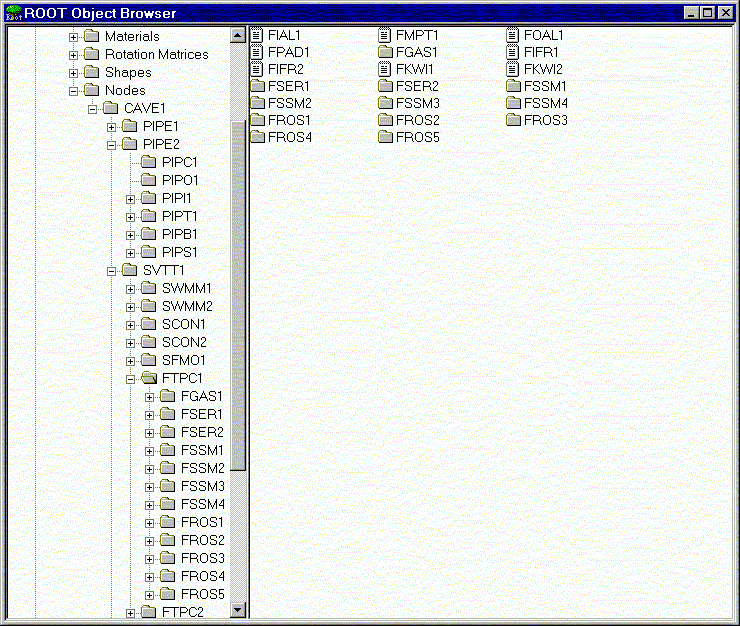 ROOT Object Browser
Materials
Rotation Matrices
Shapes
Nodes
CAVE1
PIPE1
PIPE2
PIPC1
PIPO1
PIPI1
PIPT1
PIPB1
PIPS1
SVTT1
SWMM1
SWMM2
SCON1
SCON2
SFMO1
FTPC1
FGAS1
FSER1
FSER2
FSSM1
FSSM2
FSSM3
FSSM4
FROS1
FROS2
FROS3
FROS4
FROS5
FTPC2
FIAL1 FMPT1 FOAL1
FPAD1 FGAS1 FIFR1
FIFR2 FKWI1 FKWI2
FSER1 FSER2 FSSM1
FSSM2 FSSM3 FSSM4
FROS1 FROS2 FROS3
FROS4 FROS5